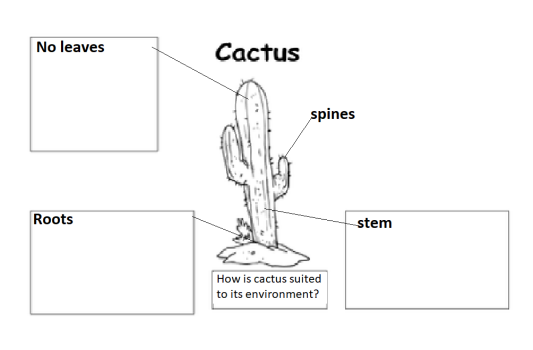 Cactus
No leaves
spines
Roots
stem
How is cactus suited
to its environment?